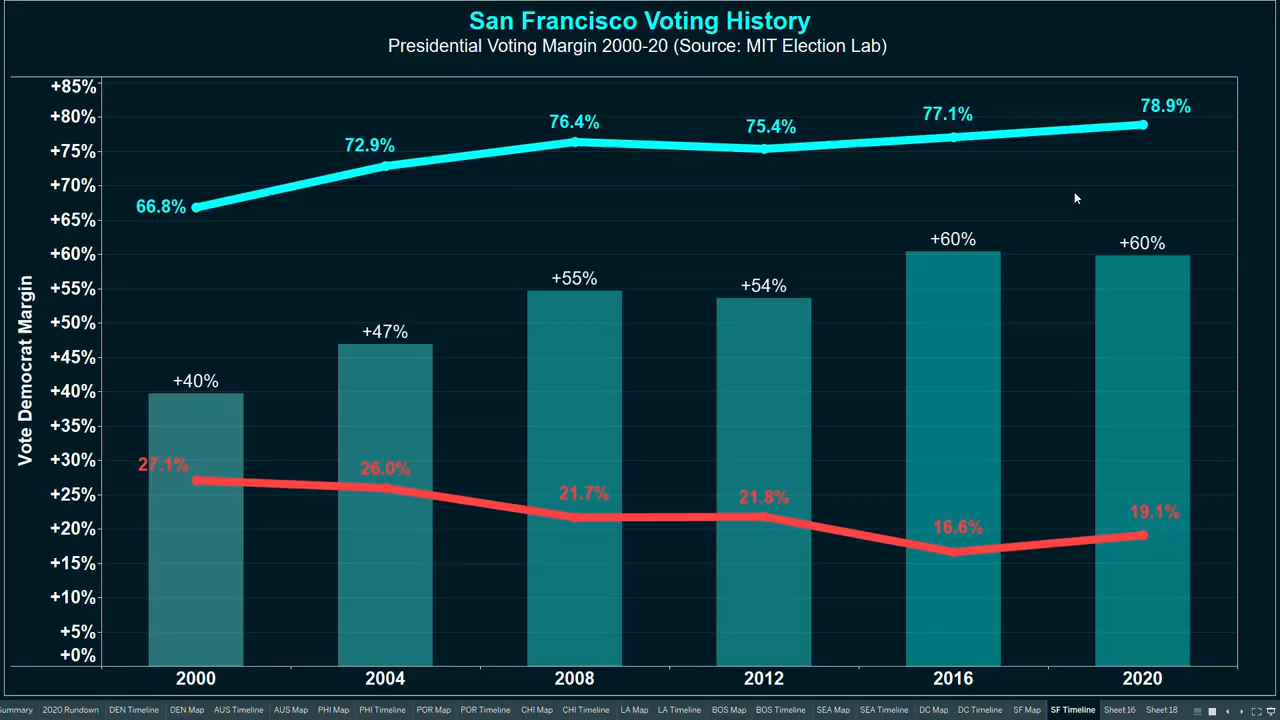 San Francisco Voting History
Presidential Voting Margin 2000-20 (Source: MIT Election Lab)
Vote Democrat Margin
+85%
+80%
+75%
+70%
+65%
+60%
+55%
+50%
+45%
+40%
+35%
+30%
+25%
+20%
+15%
+10%
+5%
+0%
66.8% 72.9% 76.4% 75.4% 77.1% 78.9%
+40% +47% +55% +54% +60% +60%
27.1% 26.0% 21.7% 21.8% 16.6% 19.1%
2000 2004 2008 2012 2016 2020
Summary 2020 Rundown DEN Timeline DEN Map AUS Timeline AUS Map PHI Map PHI Timeline POR Map POR Timeline CHI Map CHI Timeline LA Map LA Timeline BOS Map BOS Timeline SEA Map SEA Timeline DC Map DC Timeline SF Map SF Timeline Sheet16 Sheet 18